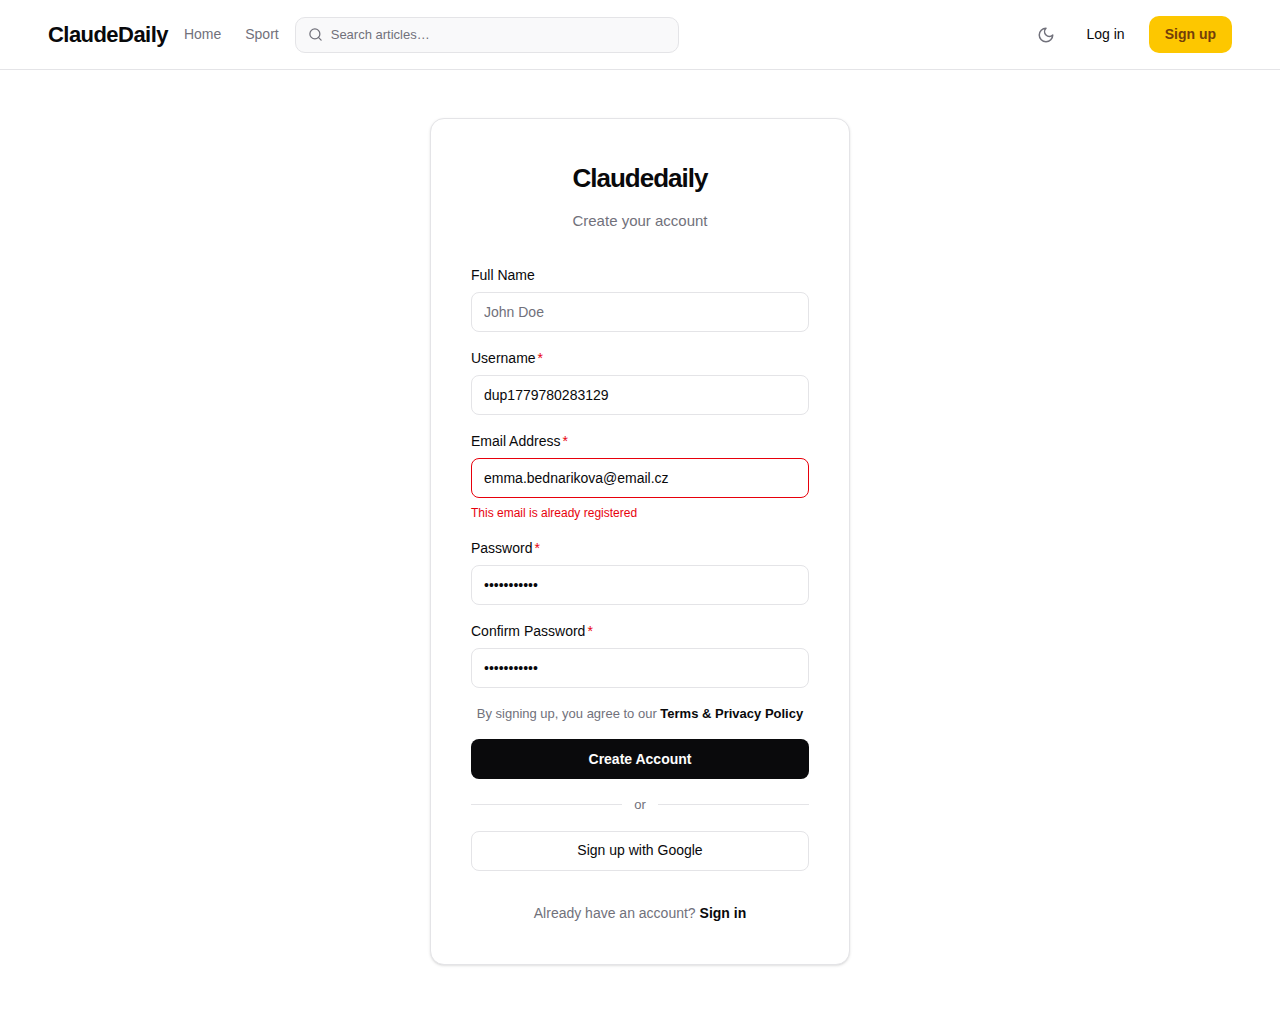 ClaudeDaily Home Sport Search articles… Log in Sign up
Claudedaily
Create your account
Full Name
John Doe
Username*
dup1779780283129
Email Address*
emma.bednarikova@email.cz
This email is already registered
Password*
•••••••••••
Confirm Password*
•••••••••••
By signing up, you agree to our Terms & Privacy Policy
Create Account
or
Sign up with Google
Already have an account? Sign in